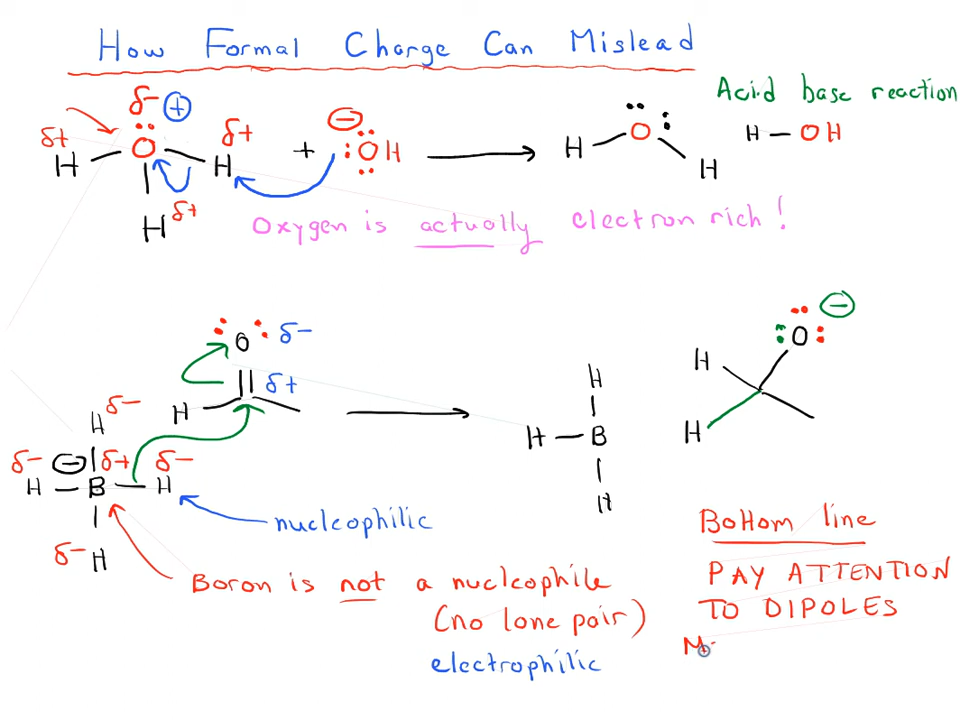 How Formal Charge Can Mislead
Acid base reaction
δ− +
δ+ H O H δ+ + − :OH → H O H H−OH
H δ+
Oxygen is actually electron rich!
O δ−
δ+
H
H δ−
δ− − δ+ δ−
H−B−H
δ− H
nucleophilic
Boron is not a nucleophile
(no lone pair)
electrophilic
H
H−B
H
O −
H
H
Bottom line
PAY ATTENTION
TO DIPOLES
M